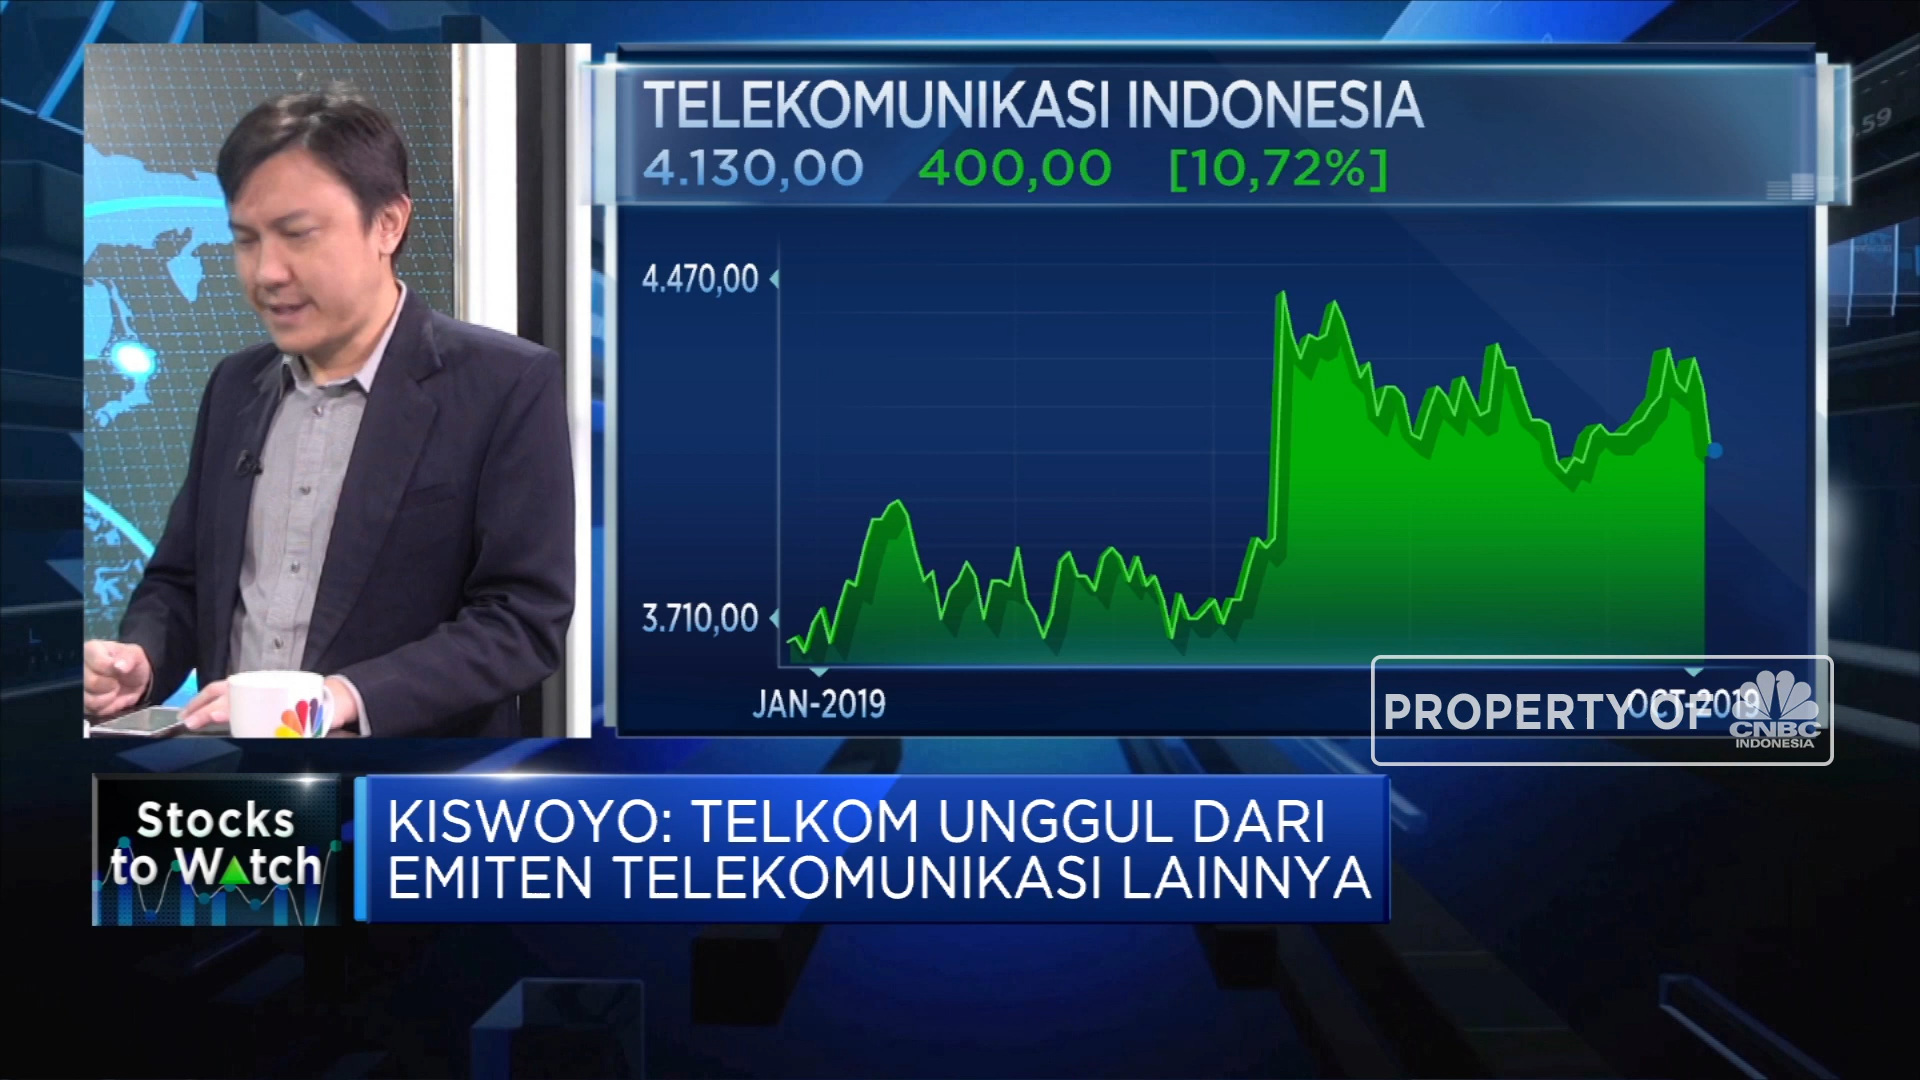 TELEKOMUNIKASI INDONESIA
4.130,00 400,00 [10,72%]
.59
4.470,00
3.710,00
JAN-2019
OCT-2019
PROPERTY OF CNBC
INDONESIA
Stocks
to Watch
KISWOYO: TELKOM UNGGUL DARI
EMITEN TELEKOMUNIKASI LAINNYA